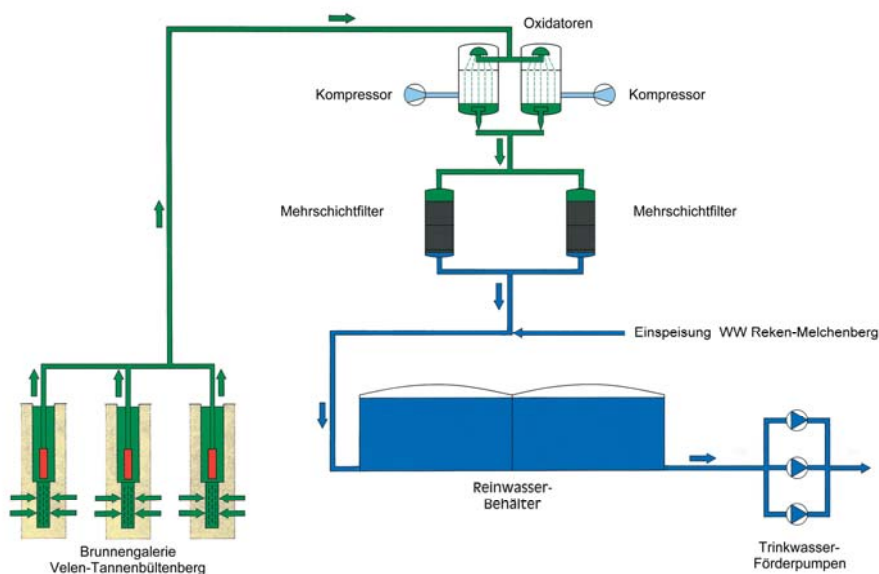 Oxidatoren
Kompressor
Kompressor
Mehrschichtfilter
Mehrschichtfilter
Einspeisung WW Reken-Melchenberg
Reinwasser-
Behälter
Brunnengalerie
Velen-Tannenbültenberg
Trinkwasser-
Förderpumpen